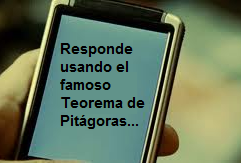 Responde
usando el
famoso
Teorema de
Pitágoras...